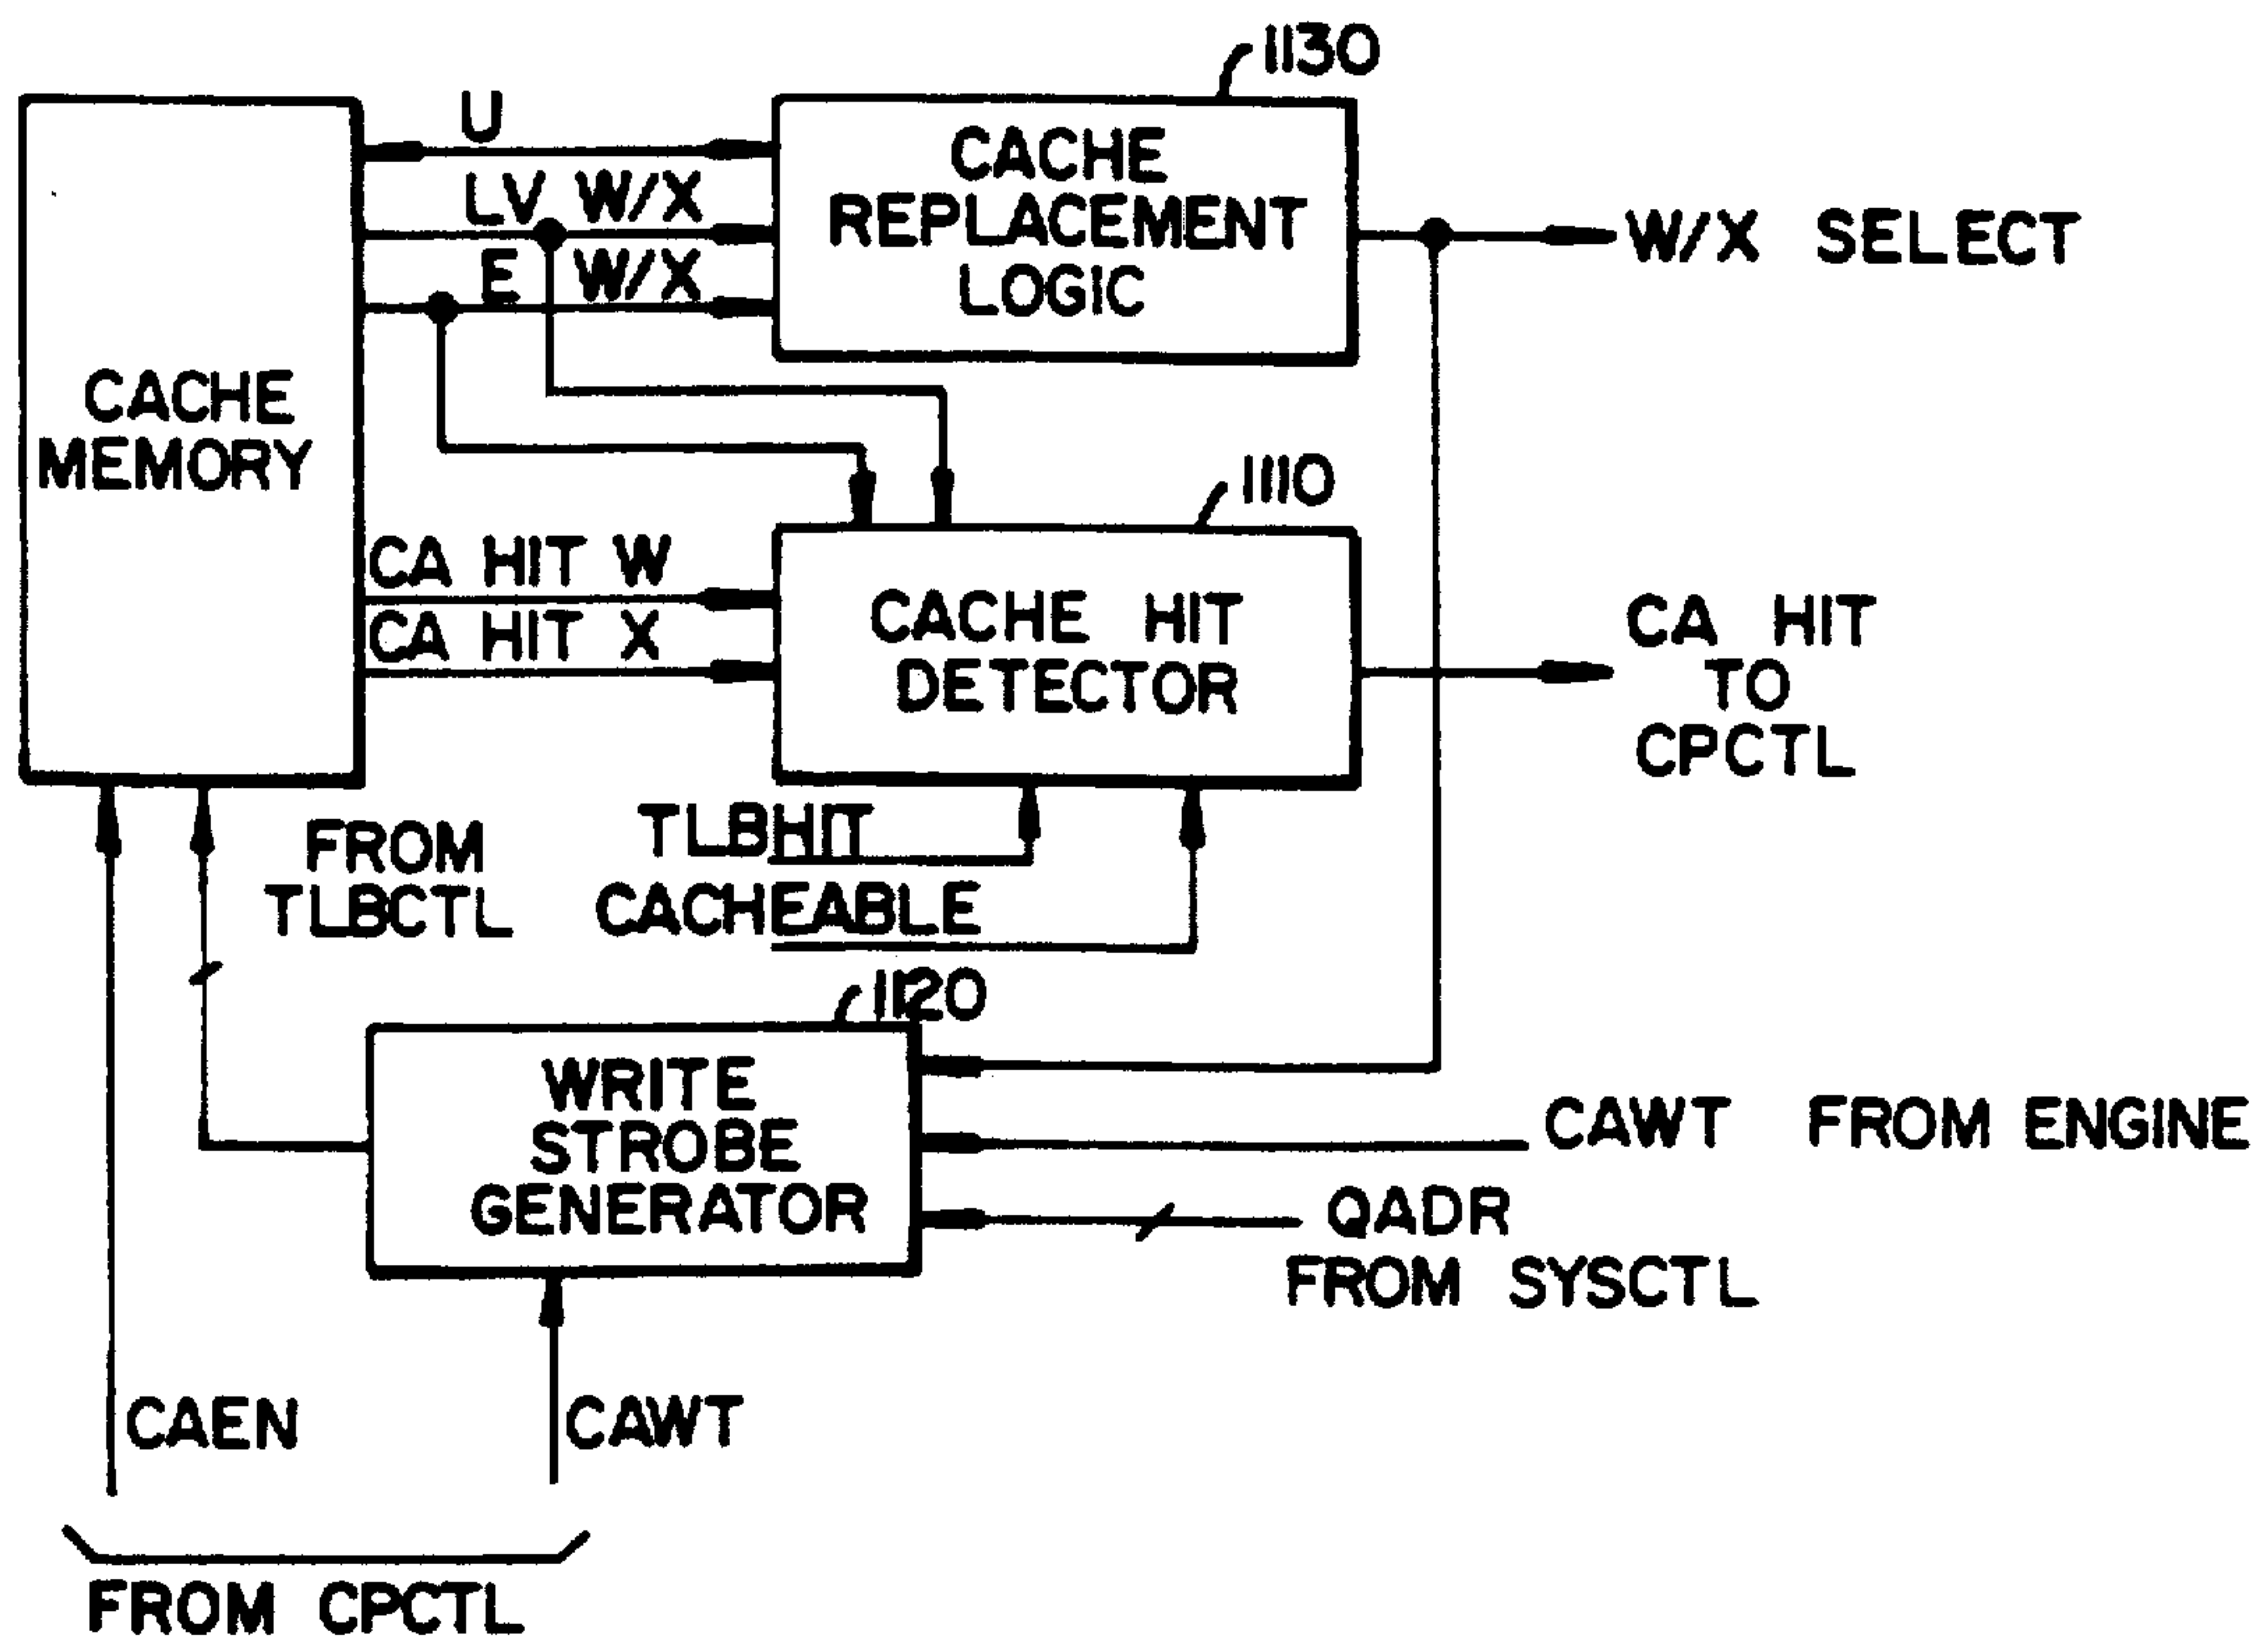 1130
U
LV W/X
E W/X
CACHE
REPLACEMENT
LOGIC
W/X SELECT
CACHE
MEMORY
1110
CA HIT W
CA HIT X
CACHE HIT
DETECTOR
CA HIT
TO
CPCTL
FROM
TLBCTL
TLBHIT
CACHEABLE
1120
WRITE
STROBE
GENERATOR
CAWT FROM ENGINE
QADR
FROM SYSCTL
CAEN
CAWT
FROM CPCTL